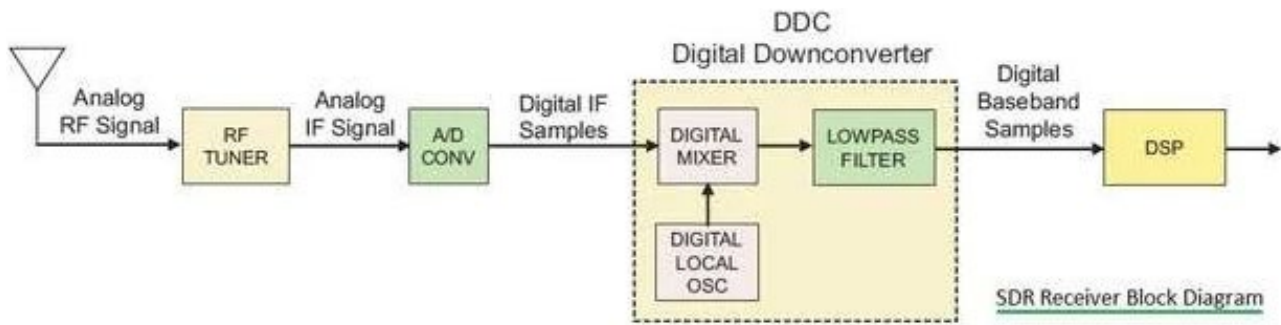 DDC
Digital Downconverter
Analog
RF Signal
RF
TUNER
Analog
IF Signal
A/D
CONV
Digital IF
Samples
DIGITAL
MIXER
DIGITAL
LOCAL
OSC
LOWPASS
FILTER
Digital
Baseband
Samples
DSP
SDR Receiver Block Diagram